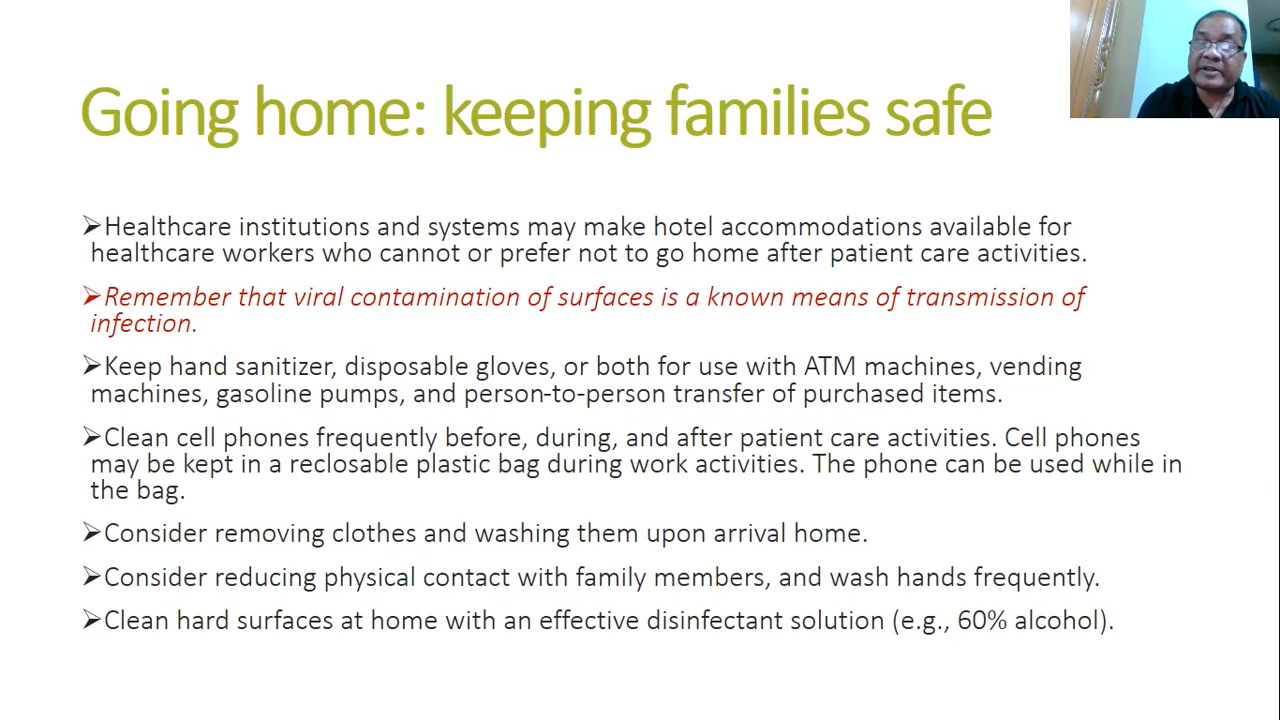 Going home: keeping families safe
➢Healthcare institutions and systems may make hotel accommodations available for
healthcare workers who cannot or prefer not to go home after patient care activities.
➢Remember that viral contamination of surfaces is a known means of transmission of
infection.
➢Keep hand sanitizer, disposable gloves, or both for use with ATM machines, vending
machines, gasoline pumps, and person-to-person transfer of purchased items.
➢Clean cell phones frequently before, during, and after patient care activities. Cell phones
may be kept in a reclosable plastic bag during work activities. The phone can be used while in
the bag.
➢Consider removing clothes and washing them upon arrival home.
➢Consider reducing physical contact with family members, and wash hands frequently.
➢Clean hard surfaces at home with an effective disinfectant solution (e.g., 60% alcohol).